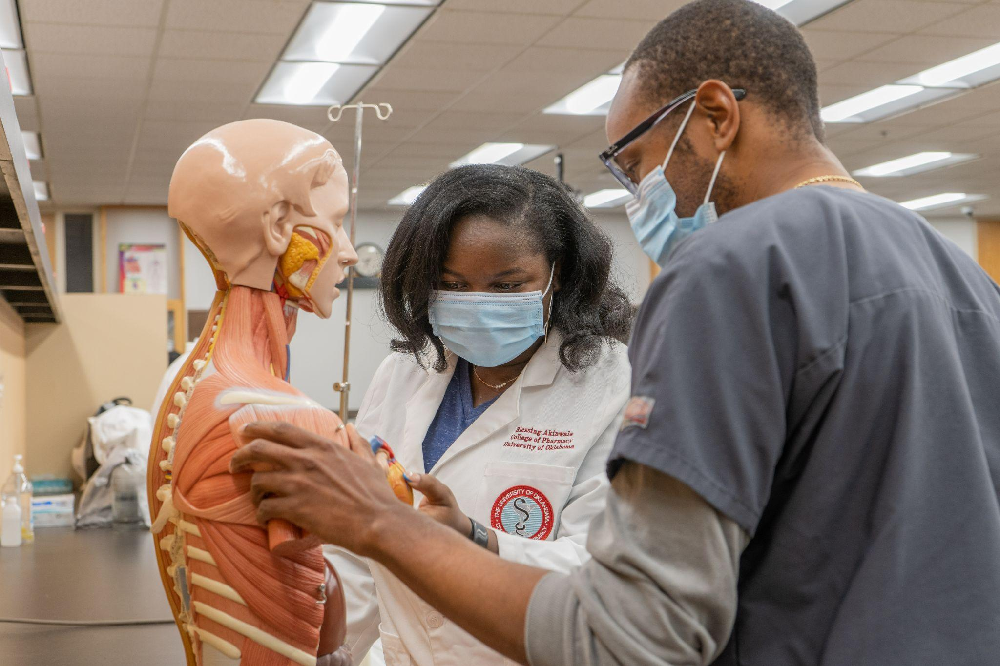 Blessing Akinwale
College of Pharmacy
University of Oklahoma
THE UNIVERSITY OF OKLAHOMA